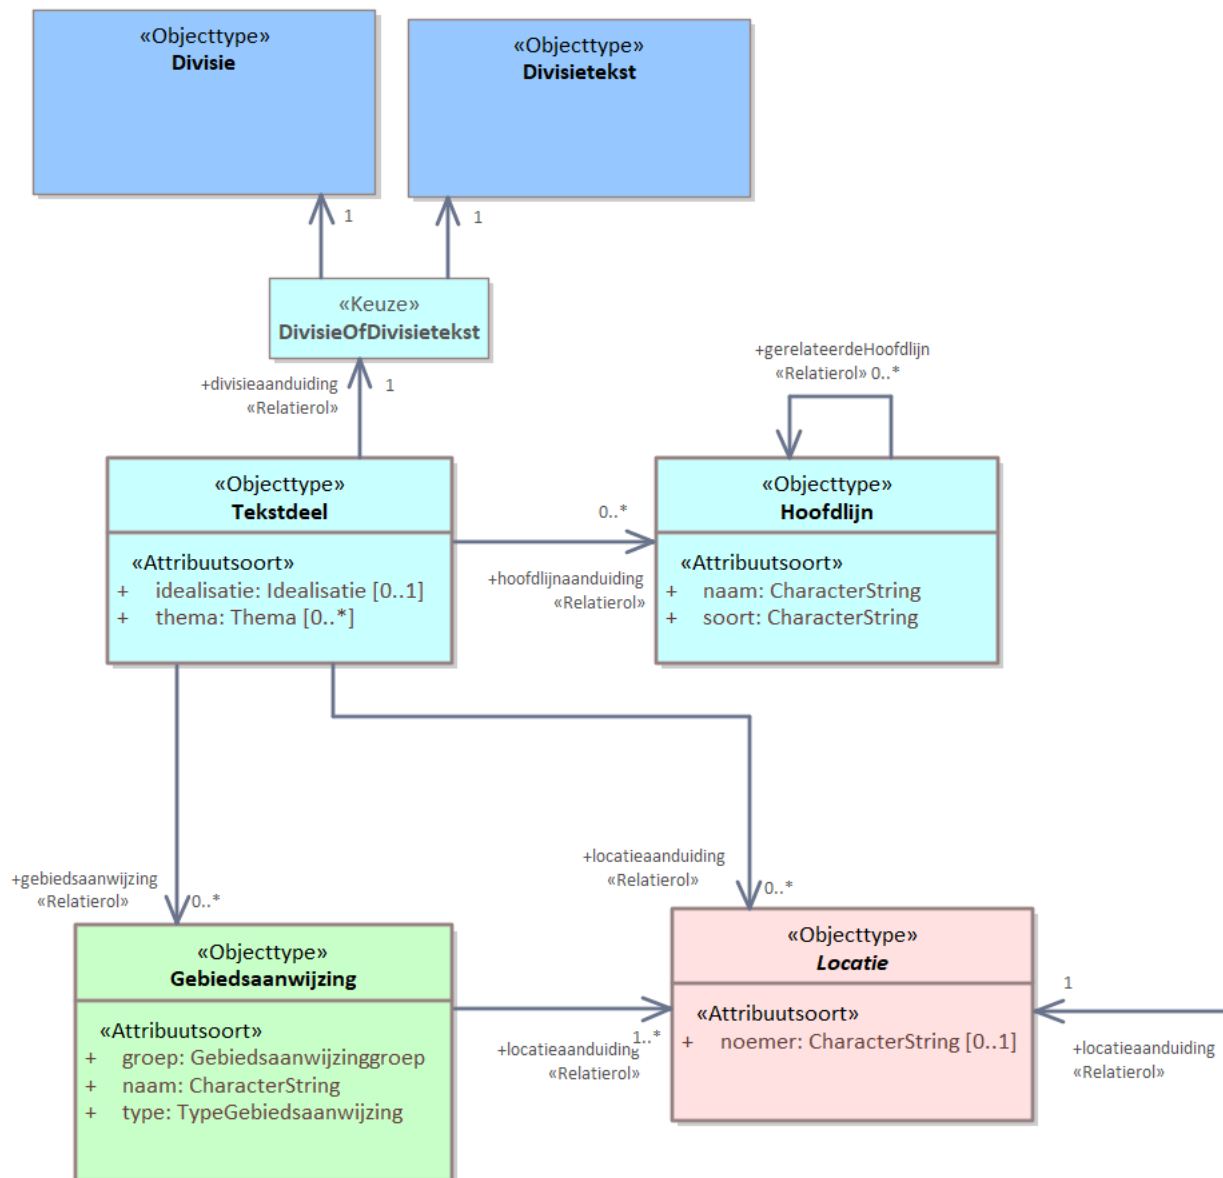 «Objecttype»
Divisie
«Objecttype»
Divisietekst
1
1
«Keuze»
DivisieOfDivisietekst
+divisieaanduiding
«Relatierol»
1
+gerelateerdeHoofdlijn
«Relatierol» 0..*
«Objecttype»
Tekstdeel
«Attribuutsoort»
+ idealisatie: Idealisatie [0..1]
+ thema: Thema [0..*]
0..*
+hoofdlijnaanduiding
«Relatierol»
«Objecttype»
Hoofdlijn
«Attribuutsoort»
+ naam: CharacterString
+ soort: CharacterString
+gebiedsaanwijzing
«Relatierol»
0..*
+locatieaanduiding
«Relatierol»
0..*
«Objecttype»
Gebiedsaanwijzing
«Attribuutsoort»
+ groep: Gebiedsaanwijzinggroep
+ naam: CharacterString
+ type: TypeGebiedsaanwijzing
1..*
+locatieaanduiding
«Relatierol»
«Objecttype»
Locatie
«Attribuutsoort»
+ noemer: CharacterString [0..1]
1
+locatieaanduiding
«Relatierol»